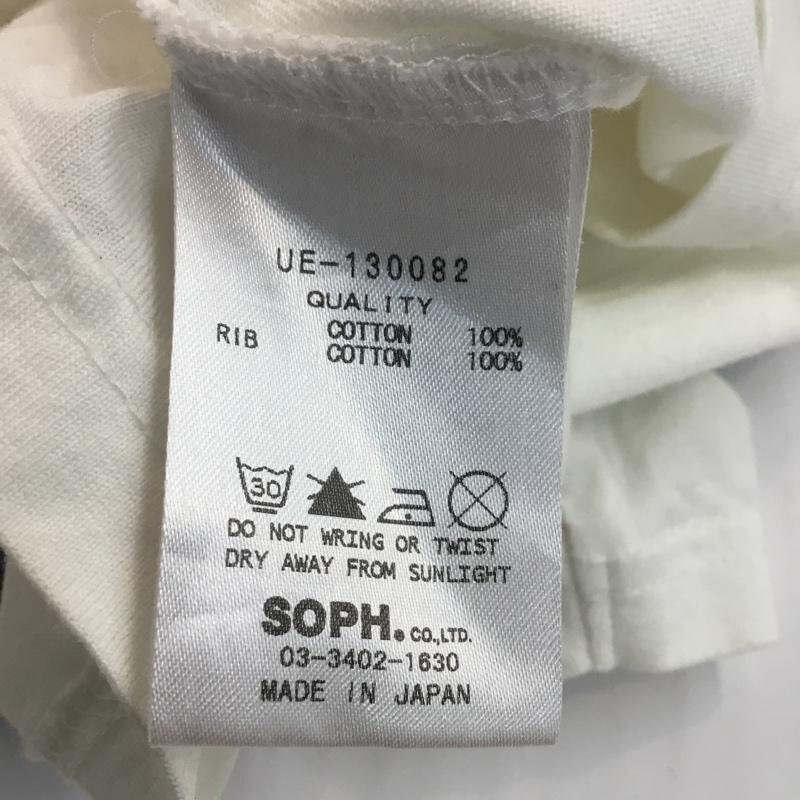 UE-130082
QUALITY
COTTON 100%
RIB COTTON 100%
30
DO NOT WRING OR TWIST
DRY AWAY FROM SUNLIGHT
SOPH. CO.,LTD.
03-3402-1630
MADE IN JAPAN